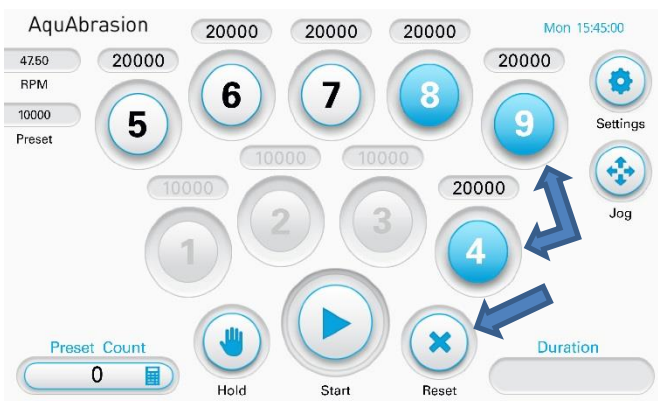 AquAbrasion
Mon 15:45:00
47.50
RPM
10000
Preset
20000
5
20000
6
20000
7
20000
8
20000
9
Settings
Jog
10000
1
10000
2
10000
3
20000
4
Preset Count
0
Hold
Start
Reset
Duration